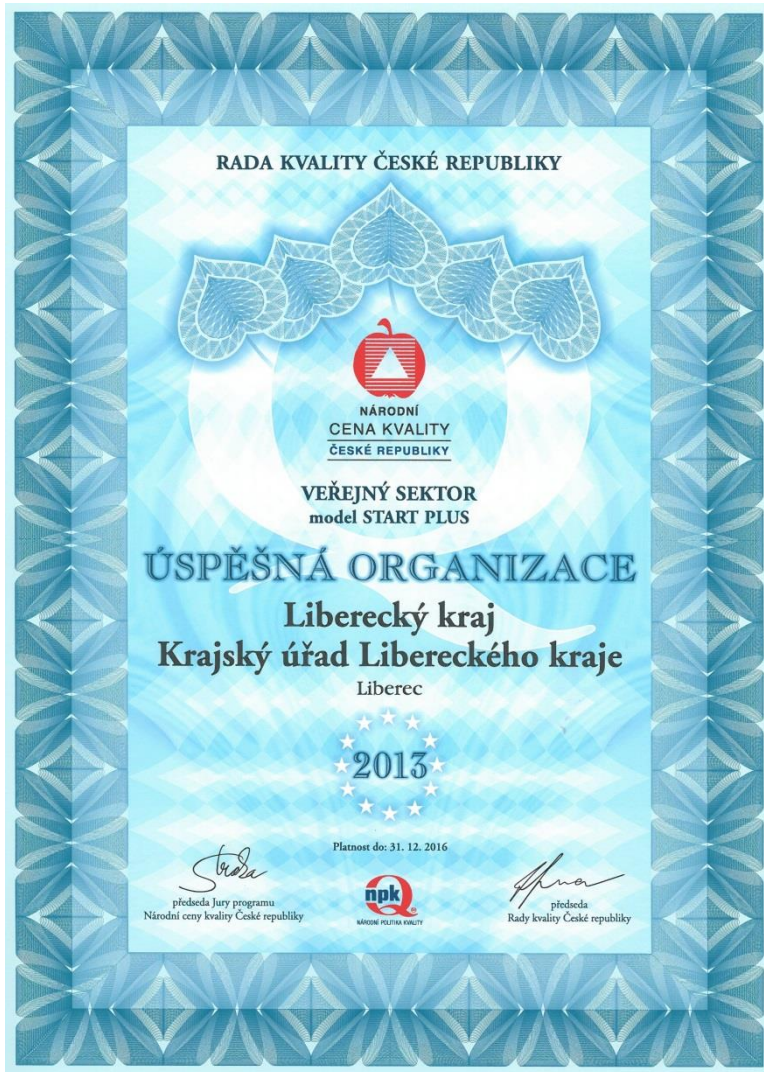 RADA KVALITY ČESKÉ REPUBLIKY
NÁRODNÍ
CENA KVALITY
ČESKÉ REPUBLIKY
VEŘEJNÝ SEKTOR
model START PLUS
ÚSPĚŠNÁ ORGANIZACE
Liberecký kraj
Krajský úřad Libereckého kraje
Liberec
2013
Platnost do: 31. 12. 2016
předseda Jury programu
Národní ceny kvality České republiky
npk
NÁRODNÍ POLITIKA KVALITY
předseda
Rady kvality České republiky